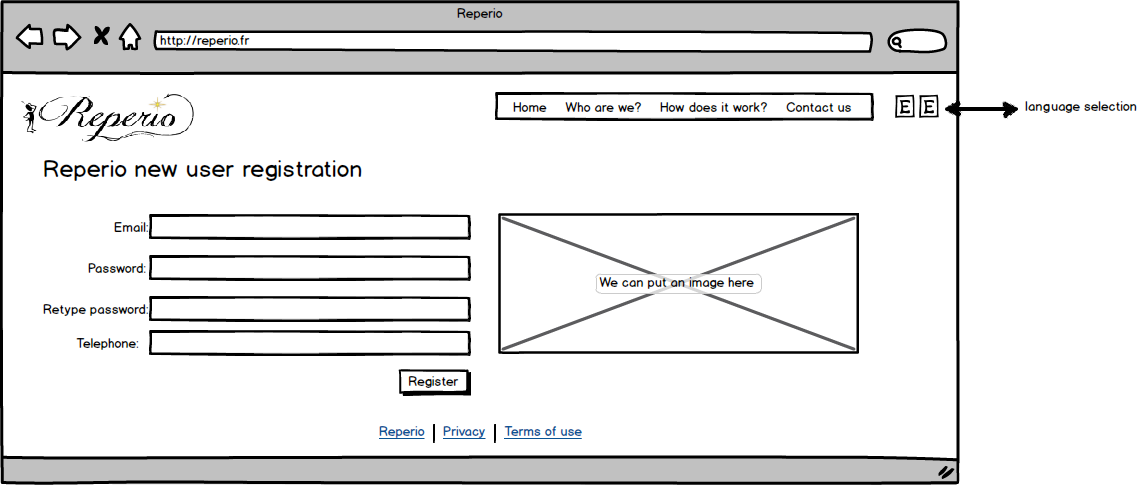 Reperio
http://reperio.fr
Reperio
Home Who are we? How does it work? Contact us
E E
language selection
Reperio new user registration
Email:
Password:
We can put an image here
Retype password:
Telephone:
Register
Reperio Privacy Terms of use